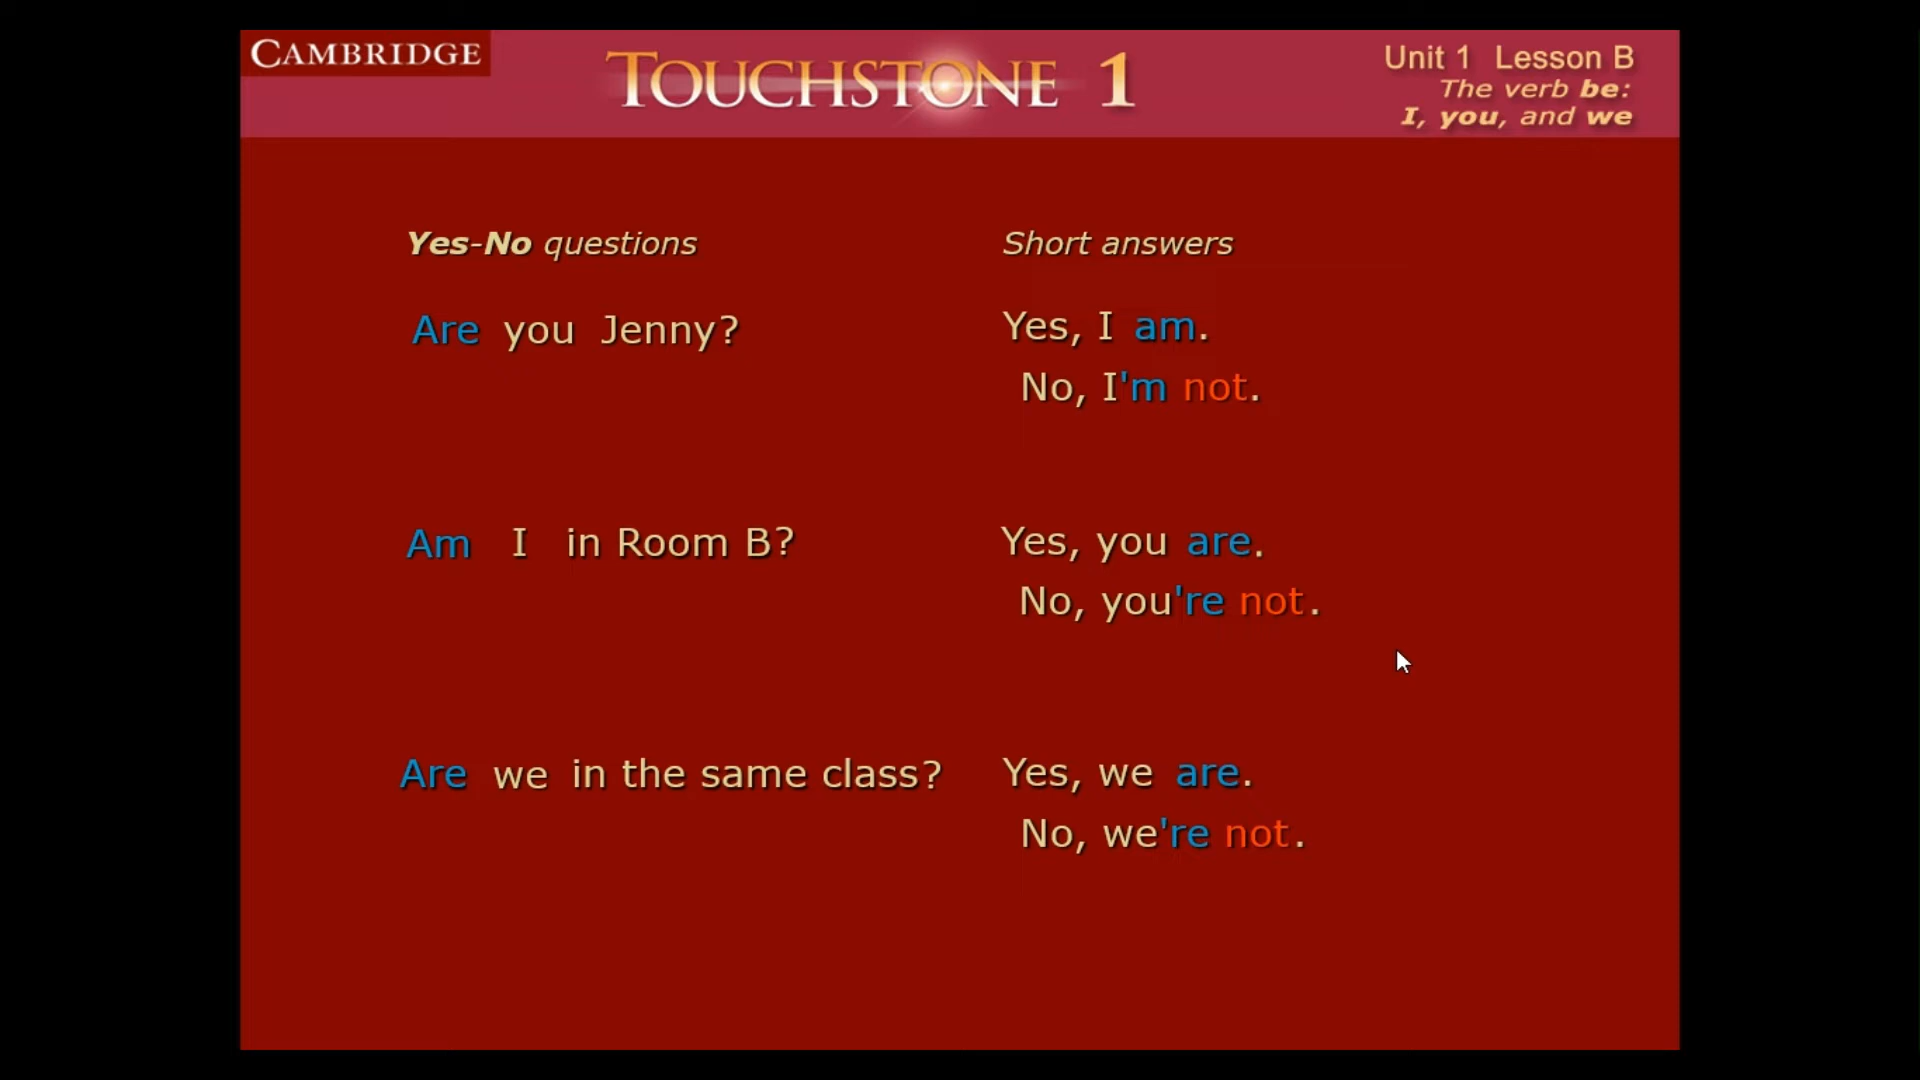 CAMBRIDGE
TOUCHSTONE 1
Unit 1 Lesson B
The verb be:
I, you, and we
Yes-No questions
Short answers
Are you Jenny?
Yes, I am.
No, I'm not.
Am I in Room B?
Yes, you are.
No, you're not.
Are we in the same class?
Yes, we are.
No, we're not.